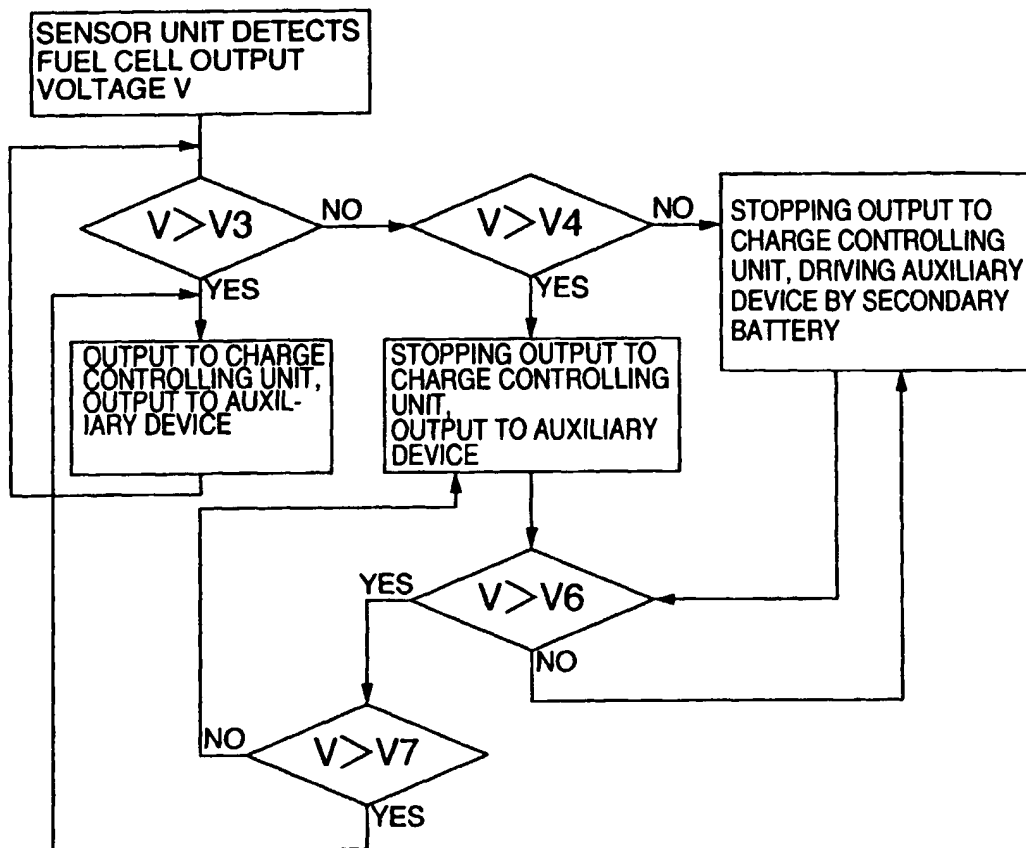 SENSOR UNIT DETECTS
FUEL CELL OUTPUT
VOLTAGE V
V>V3
NO
YES
V>V4
NO
YES
STOPPING OUTPUT TO
CHARGE CONTROLLING
UNIT, DRIVING AUXILIARY
DEVICE BY SECONDARY
BATTERY
OUTPUT TO CHARGE
CONTROLLING UNIT,
OUTPUT TO AUXIL-
IARY DEVICE
STOPPING OUTPUT TO
CHARGE CONTROLLING
UNIT,
OUTPUT TO AUXILIARY
DEVICE
YES
V>V6
NO
NO
V>V7
YES